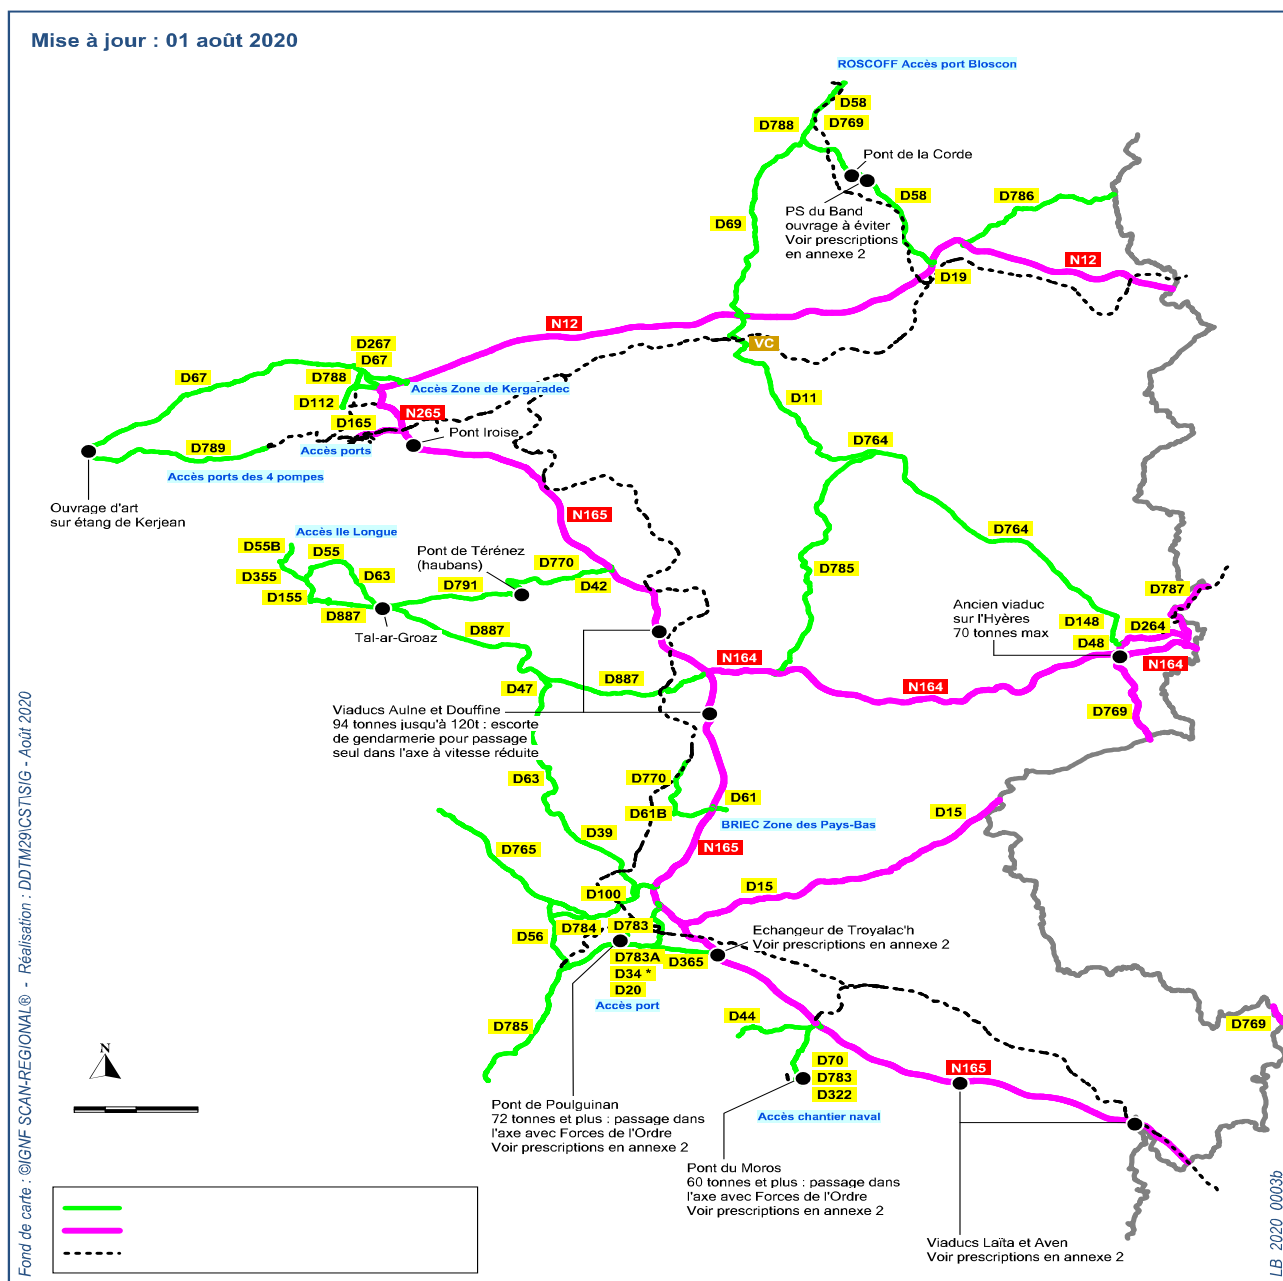 Mise à jour : 01 août 2020
ROSCOFF Accès port Bloscon
D58
D788
D769
Pont de la Corde
D58
D786
PS du Band
ouvrage à éviter
Voir prescriptions
en annexe 2
D69
N12
D19
N12
VC
D267
D67
D67
D788
Accès Zone de Kergaradec
D11
D112
N265
D165
Pont Iroise
D764
D789
Accès ports
Accès ports des 4 pompes
Ouvrage d'art
sur étang de Kerjean
N165
D764
Accès Ile Longue
D55B
D55
Pont de Térénez
(haubans)
D770
D785
D355
D63
D791
D42
D787
D155
D887
Tal-ar-Groaz
D887
Ancien viaduc
sur l'Hyères
70 tonnes max
D148
D264
D48
N164
N164
D47
D887
N164
Viaducs Aulne et Douffine
94 tonnes jusqu'à 120t : escorte
de gendarmerie pour passage
seul dans l'axe à vitesse réduite
D769
D63
D770
D61
D61B
BRIEC Zone des Pays-Bas
D15
D39
D765
N165
D15
D100
D784
D783
D56
Echangeur de Troyalac'h
Voir prescriptions en annexe 2
D783A
D365
D34 *
D20
Accès port
D785
D44
D769
D70
N165
D783
D322
Accès chantier naval
N
Pont de Poulguinan
72 tonnes et plus : passage dans
l'axe avec Forces de l'Ordre
Voir prescriptions en annexe 2
Pont du Moros
60 tonnes et plus : passage dans
l'axe avec Forces de l'Ordre
Voir prescriptions en annexe 2
Viaducs Laïta et Aven
Voir prescriptions en annexe 2
Fond de carte : ©IGNF SCAN-REGIONAL® - Réalisation : DDTM29\CST\SIG - Août 2020
LB_2020_0003b